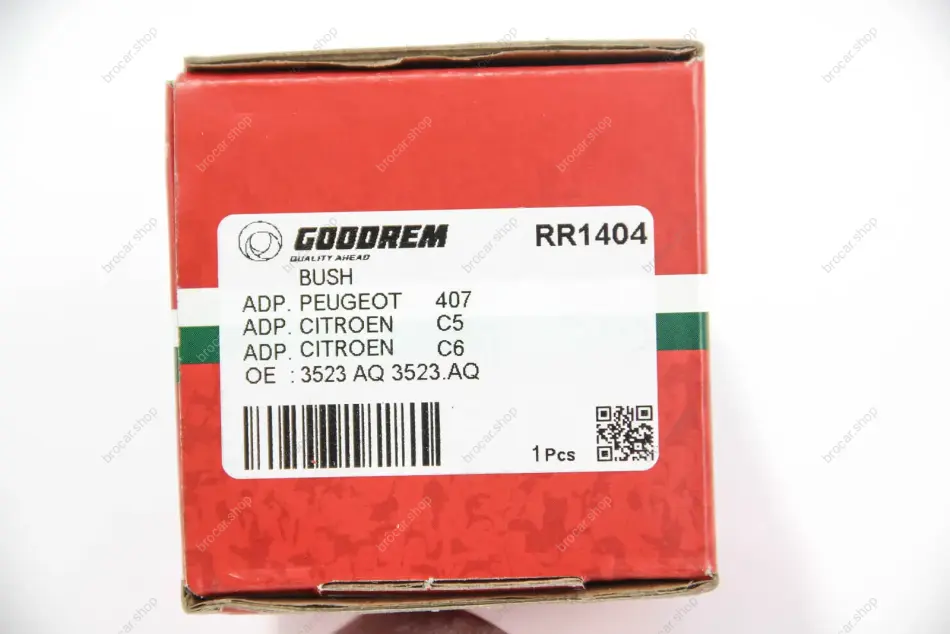 GOODREM
RR1404
QUALITY AHEAD
BUSH
ADP. PEUGEOT 407
ADP. CITROEN C5
ADP. CITROEN C6
OE : 3523 AQ 3523.AQ
1 Pcs
brocar.shop